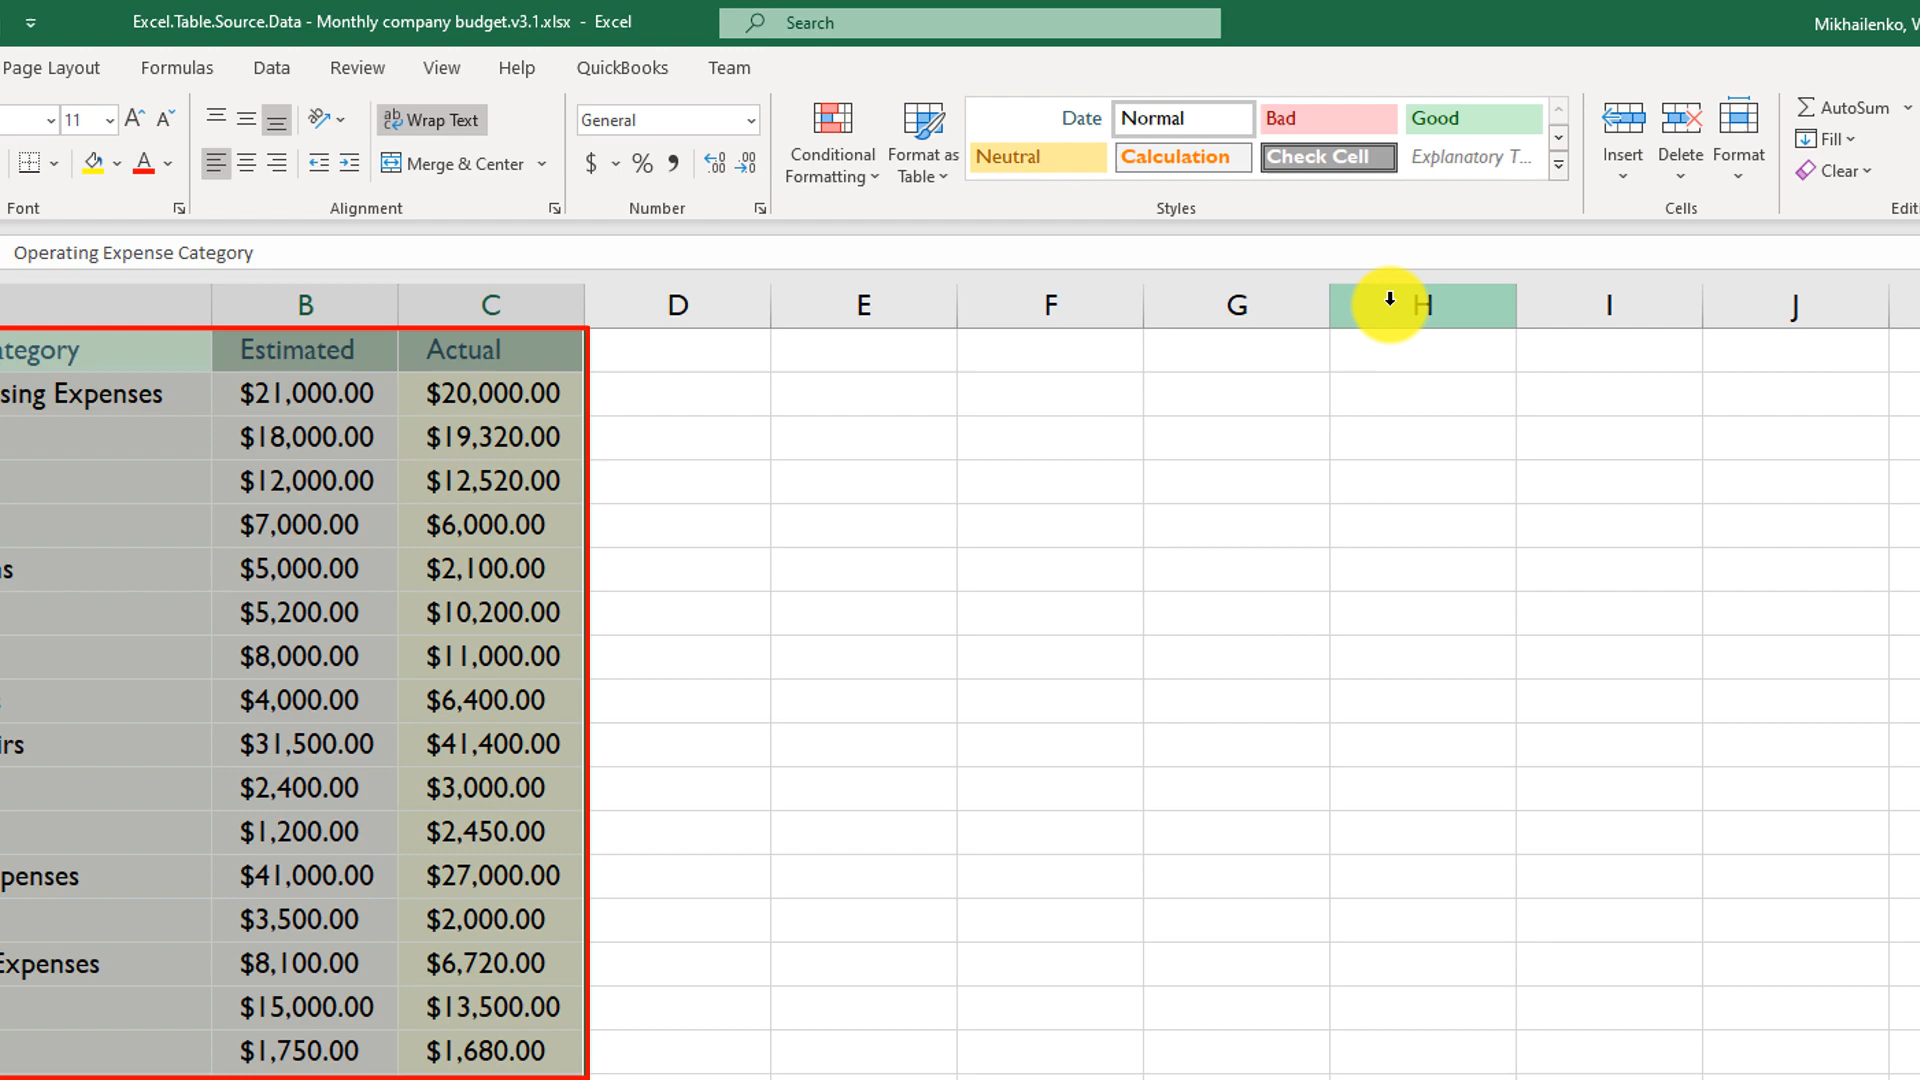 Excel.Table.Source.Data - Monthly company budget.v3.1.xlsx - Excel
Search
Mikhailenko, V
Page Layout Formulas Data Review View Help QuickBooks Team
11 Wrap Text General Date Normal Bad Good AutoSum
Conditional Formatting Format as Table Insert Delete Format Fill
Merge & Center $ % Neutral Calculation Check Cell Explanatory T... Clear
Font Alignment Number Styles Cells Editi
Operating Expense Category
B C D E F G H I J
ategory Estimated Actual
sing Expenses $21,000.00 $20,000.00
$18,000.00 $19,320.00
$12,000.00 $12,520.00
$7,000.00 $6,000.00
s $5,000.00 $2,100.00
$5,200.00 $10,200.00
$8,000.00 $11,000.00
$4,000.00 $6,400.00
irs $31,500.00 $41,400.00
$2,400.00 $3,000.00
$1,200.00 $2,450.00
penses $41,000.00 $27,000.00
$3,500.00 $2,000.00
Expenses $8,100.00 $6,720.00
$15,000.00 $13,500.00
$1,750.00 $1,680.00